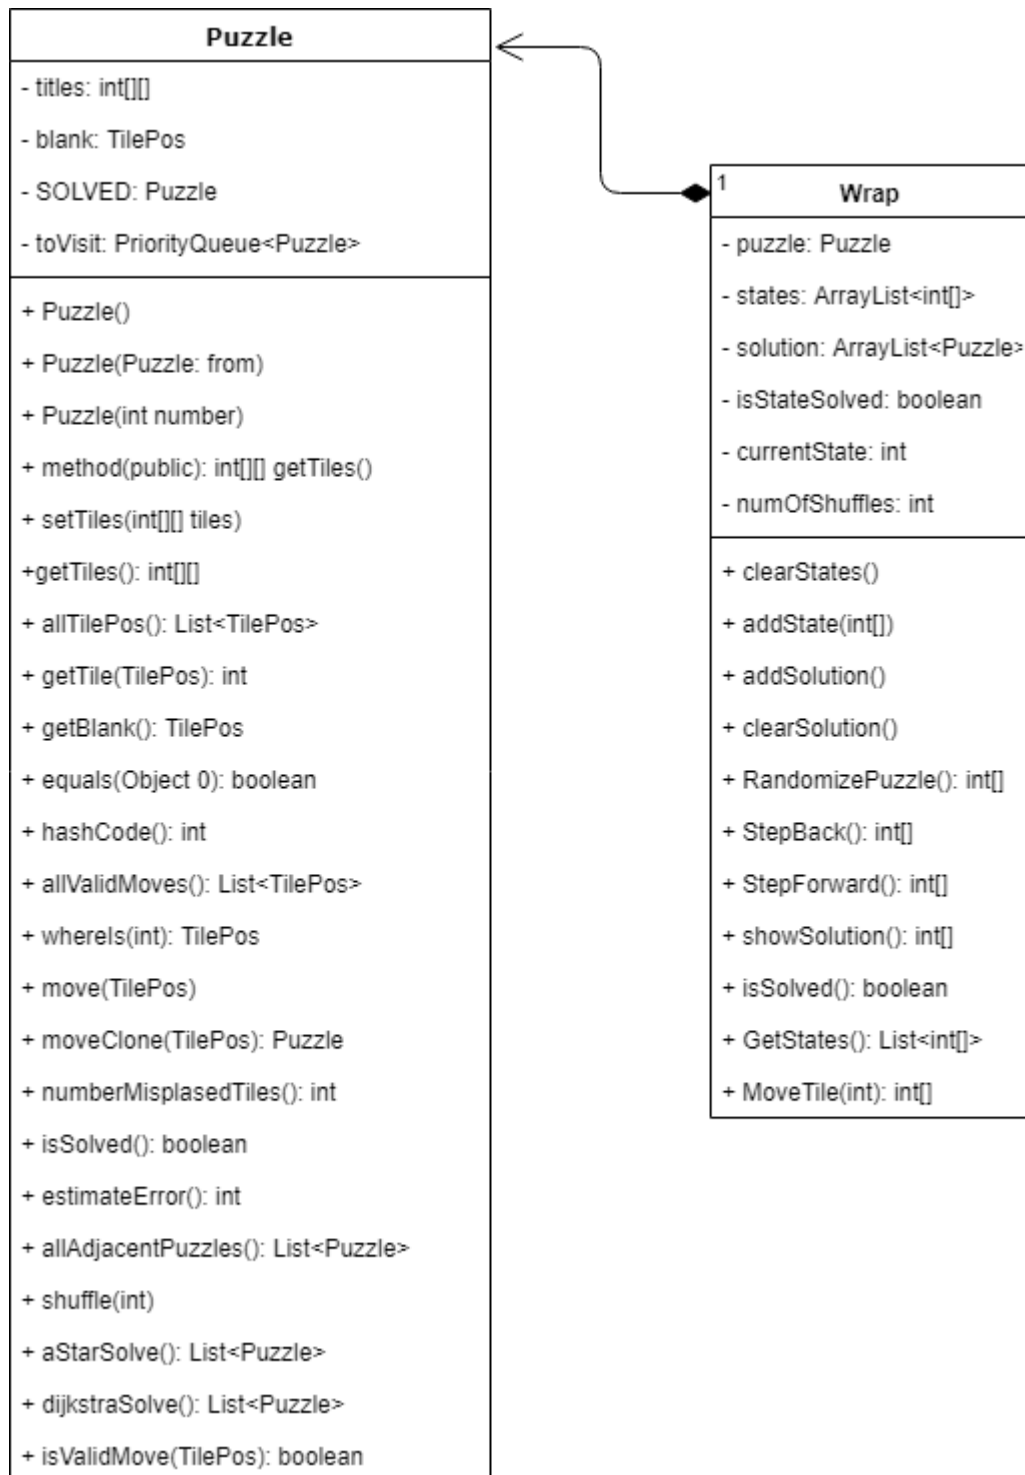 Puzzle
- titles: int[][]
- blank: TilePos
- SOLVED: Puzzle
- toVisit: PriorityQueue<Puzzle>
+ Puzzle()
+ Puzzle(Puzzle: from)
+ Puzzle(int number)
+ method(public): int[][] getTiles()
+ setTiles(int[][] tiles)
+getTiles(): int[][]
+ allTilePos(): List<TilePos>
+ getTile(TilePos): int
+ getBlank(): TilePos
+ equals(Object 0): boolean
+ hashCode(): int
+ allValidMoves(): List<TilePos>
+ whereIs(int): TilePos
+ move(TilePos)
+ moveClone(TilePos): Puzzle
+ numberMisplasedTiles(): int
+ isSolved(): boolean
+ estimateError(): int
+ allAdjacentPuzzles(): List<Puzzle>
+ shuffle(int)
+ aStarSolve(): List<Puzzle>
+ dijkstraSolve(): List<Puzzle>
+ isValidMove(TilePos): boolean
1
Wrap
- puzzle: Puzzle
- states: ArrayList<int[]>
- solution: ArrayList<Puzzle>
- isStateSolved: boolean
- currentState: int
- numOfShuffles: int
+ clearStates()
+ addState(int[])
+ addSolution()
+ clearSolution()
+ RandomizePuzzle(): int[]
+ StepBack(): int[]
+ StepForward(): int[]
+ showSolution(): int[]
+ isSolved(): boolean
+ GetStates(): List<int[]>
+ MoveTile(int): int[]